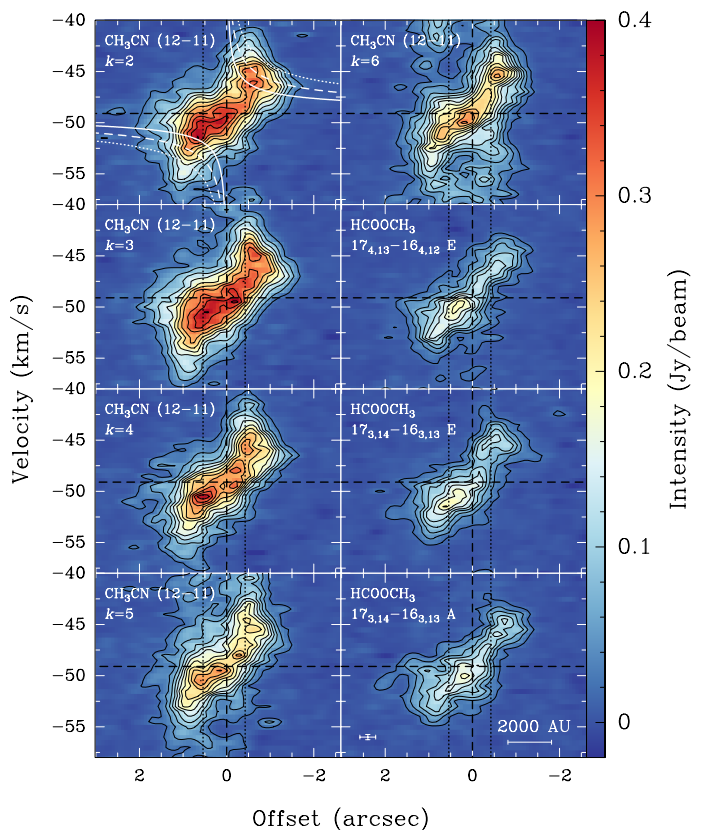 CH₃CN (12−11)
k=2
CH₃CN (12−11)
k=6
CH₃CN (12−11)
k=3
HCOOCH₃
17₄,₁₃−16₄,₁₂ E
CH₃CN (12−11)
k=4
HCOOCH₃
17₃,₁₄−16₃,₁₃ E
CH₃CN (12−11)
k=5
HCOOCH₃
17₃,₁₄−16₃,₁₃ A
2000 AU
−40
−45
−50
−55
−40
−45
−50
−55
−40
−45
−50
−55
−40
−45
−50
−55
Velocity (km/s)
2 0 −2 2 0 −2
Offset (arcsec)
0.4
0.3
0.2
0.1
0
Intensity (Jy/beam)